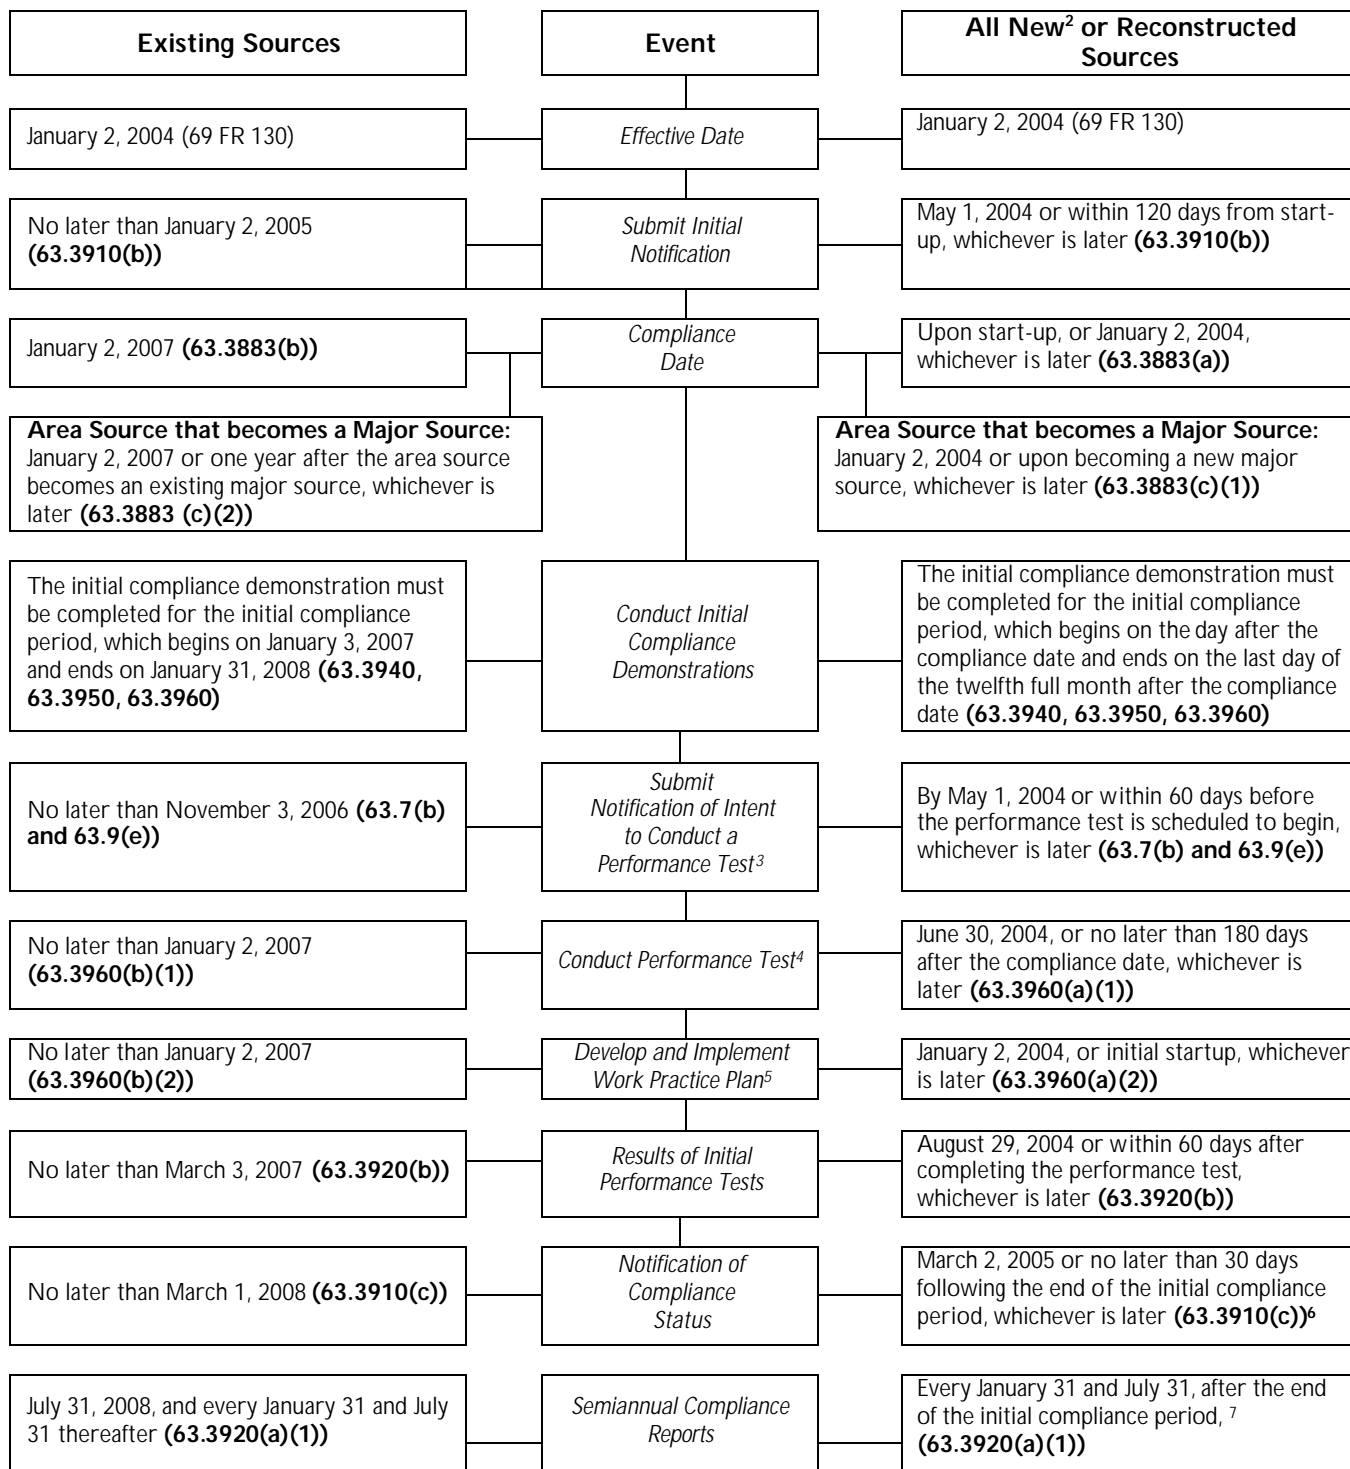 Existing Sources
Event
All New2 or Reconstructed
Sources
January 2, 2004 (69 FR 130)
Effective Date
January 2, 2004 (69 FR 130)
No later than January 2, 2005
(63.3910(b))
Submit Initial
Notification
May 1, 2004 or within 120 days from start-
up, whichever is later (63.3910(b))
January 2, 2007 (63.3883(b))
Compliance
Date
Upon start-up, or January 2, 2004,
whichever is later (63.3883(a))
Area Source that becomes a Major Source:
January 2, 2007 or one year after the area source
becomes an existing major source, whichever is
later (63.3883 (c)(2))
Area Source that becomes a Major Source:
January 2, 2004 or upon becoming a new major
source, whichever is later (63.3883(c)(1))
The initial compliance demonstration must
be completed for the initial compliance
period, which begins on January 3, 2007
and ends on January 31, 2008 (63.3940,
63.3950, 63.3960)
Conduct Initial
Compliance
Demonstrations
The initial compliance demonstration must
be completed for the initial compliance
period, which begins on the day after the
compliance date and ends on the last day of
the twelfth full month after the compliance
date (63.3940, 63.3950, 63.3960)
No later than November 3, 2006 (63.7(b)
and 63.9(e))
Submit
Notification of Intent
to Conduct a
Performance Test3
By May 1, 2004 or within 60 days before
the performance test is scheduled to begin,
whichever is later (63.7(b) and 63.9(e))
No later than January 2, 2007
(63.3960(b)(1))
Conduct Performance Test4
June 30, 2004, or no later than 180 days
after the compliance date, whichever is
later (63.3960(a)(1))
No later than January 2, 2007
(63.3960(b)(2))
Develop and Implement
Work Practice Plan5
January 2, 2004, or initial startup, whichever
is later (63.3960(a)(2))
No later than March 3, 2007 (63.3920(b))
Results of Initial
Performance Tests
August 29, 2004 or within 60 days after
completing the performance test,
whichever is later (63.3920(b))
No later than March 1, 2008 (63.3910(c))
Notification of
Compliance
Status
March 2, 2005 or no later than 30 days
following the end of the initial compliance
period, whichever is later (63.3910(c))6
July 31, 2008, and every January 31 and July
31 thereafter (63.3920(a)(1))
Semiannual Compliance
Reports
Every January 31 and July 31, after the end
of the initial compliance period, 7
(63.3920(a)(1))